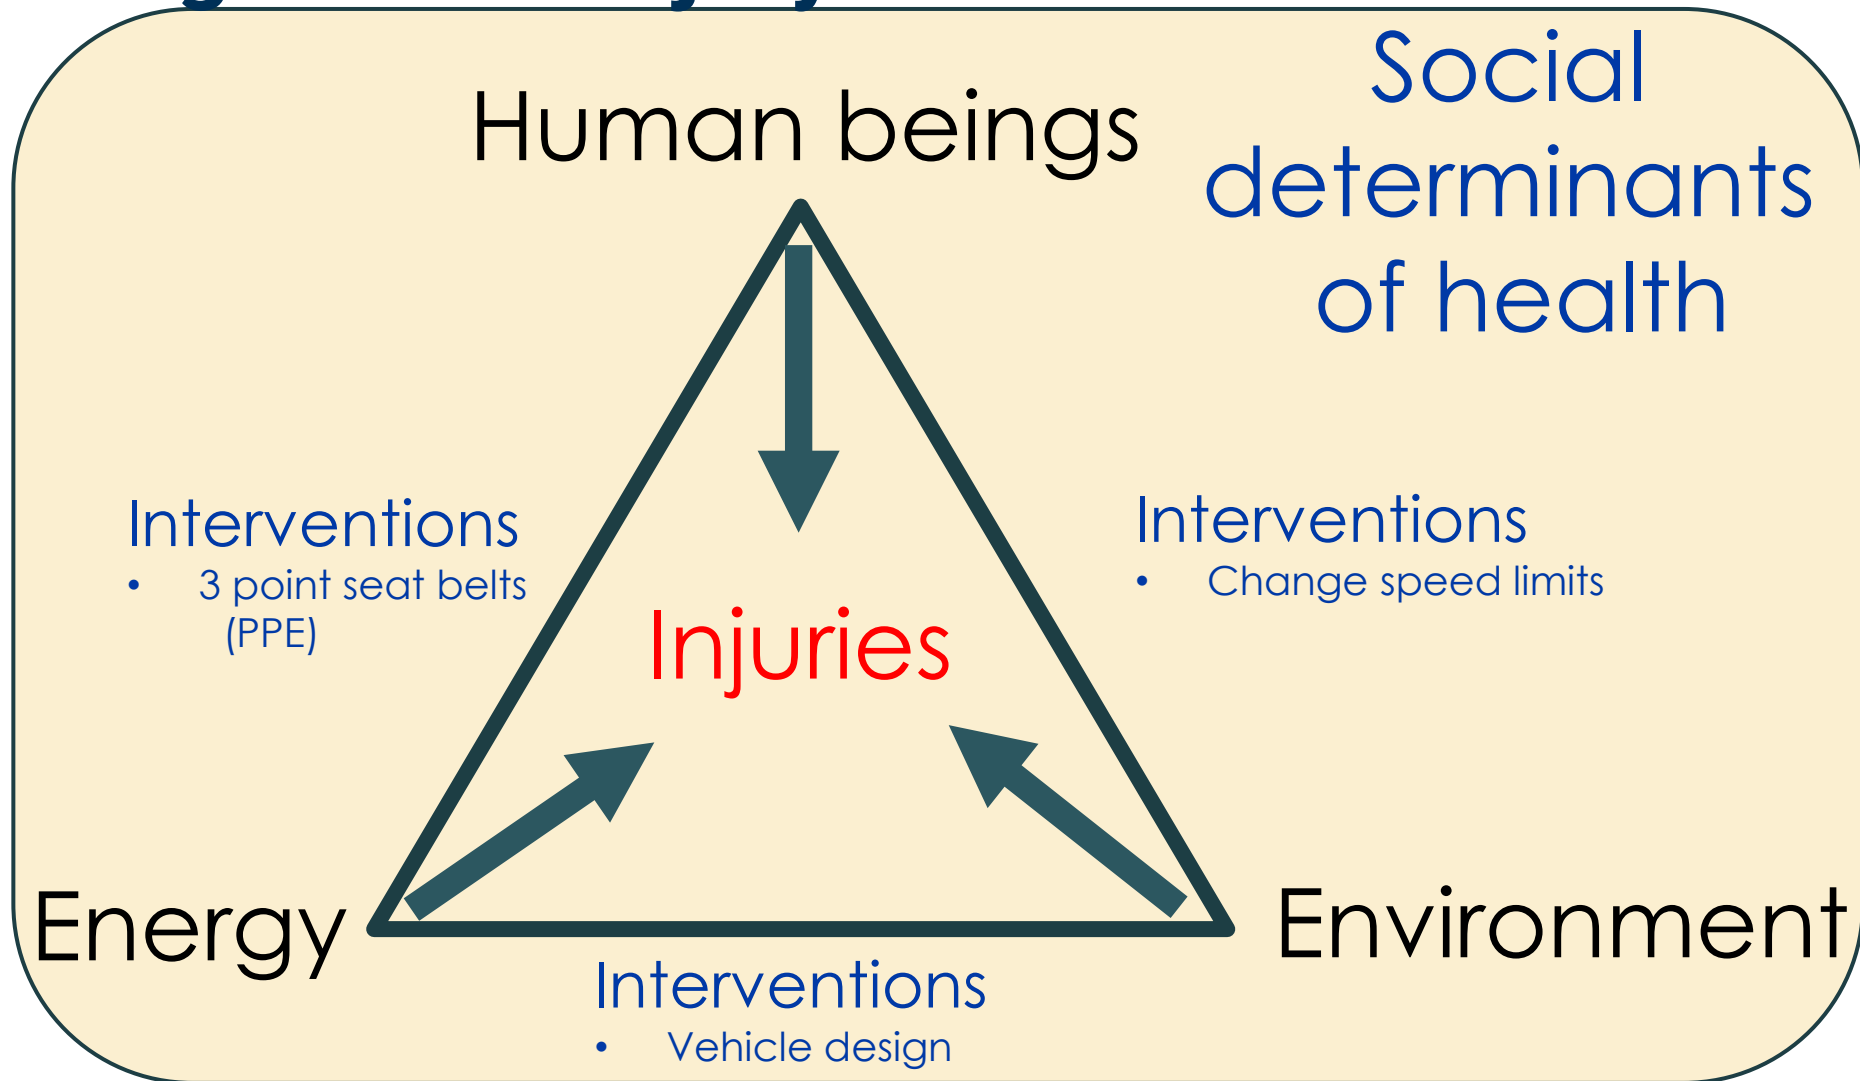 Social
determinants
of health
Human beings
Interventions
• 3 point seat belts
(PPE)
Interventions
• Change speed limits
Injuries
Energy
Environment
Interventions
• Vehicle design